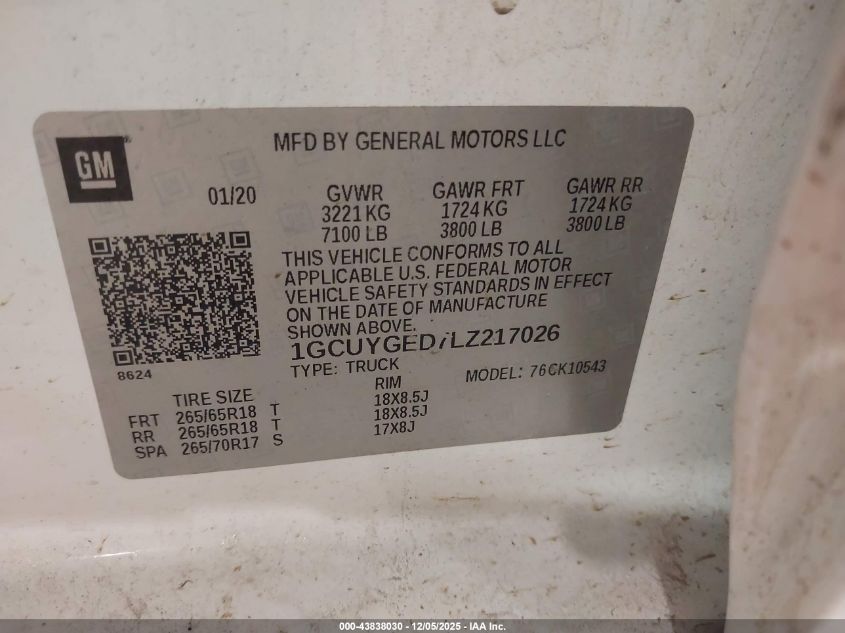 GM
MFD BY GENERAL MOTORS LLC
01/20
GVWR GAWR FRT GAWR RR
3221 KG 1724 KG 1724 KG
7100 LB 3800 LB 3800 LB
THIS VEHICLE CONFORMS TO ALL
APPLICABLE U.S. FEDERAL MOTOR
VEHICLE SAFETY STANDARDS IN EFFECT
ON THE DATE OF MANUFACTURE
SHOWN ABOVE.
1GCUYGED7LZ217026
8624
TYPE: TRUCK MODEL: 76CK10543
TIRE SIZE RIM
FRT 265/65R18 T 18X8.5J
RR 265/65R18 T 18X8.5J
SPA 265/70R17 S 17X8J
000-43838030 - 12/05/2025 - IAA Inc.